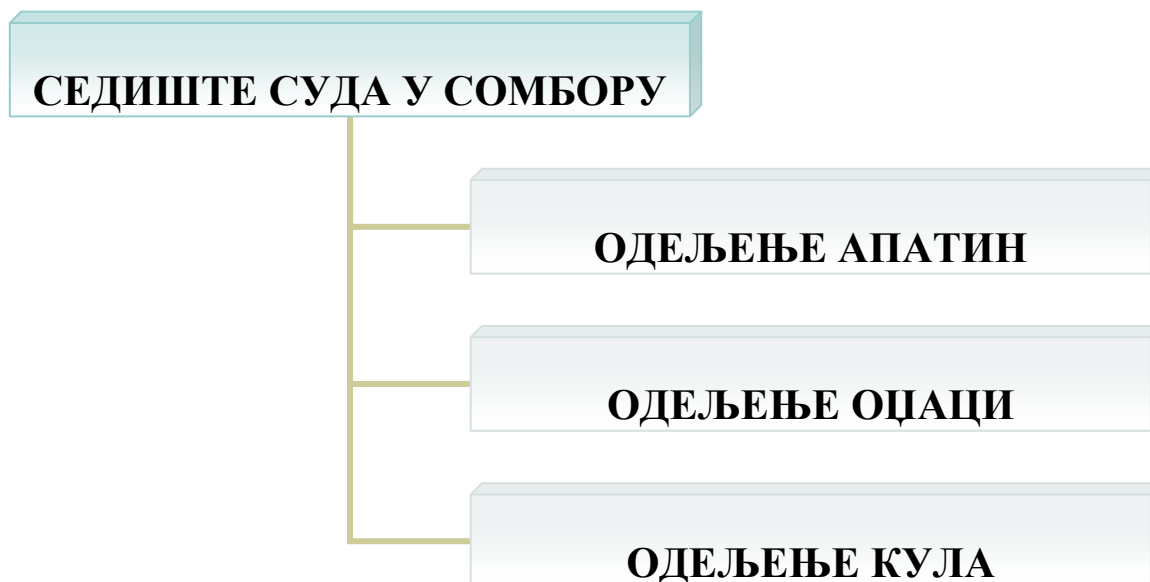 СЕДИШТЕ СУДА У СОМБОРУ
ОДЕЉЕЊЕ АПАТИН
ОДЕЉЕЊЕ ОЏАЦИ
ОДЕЉЕЊЕ КУЛА